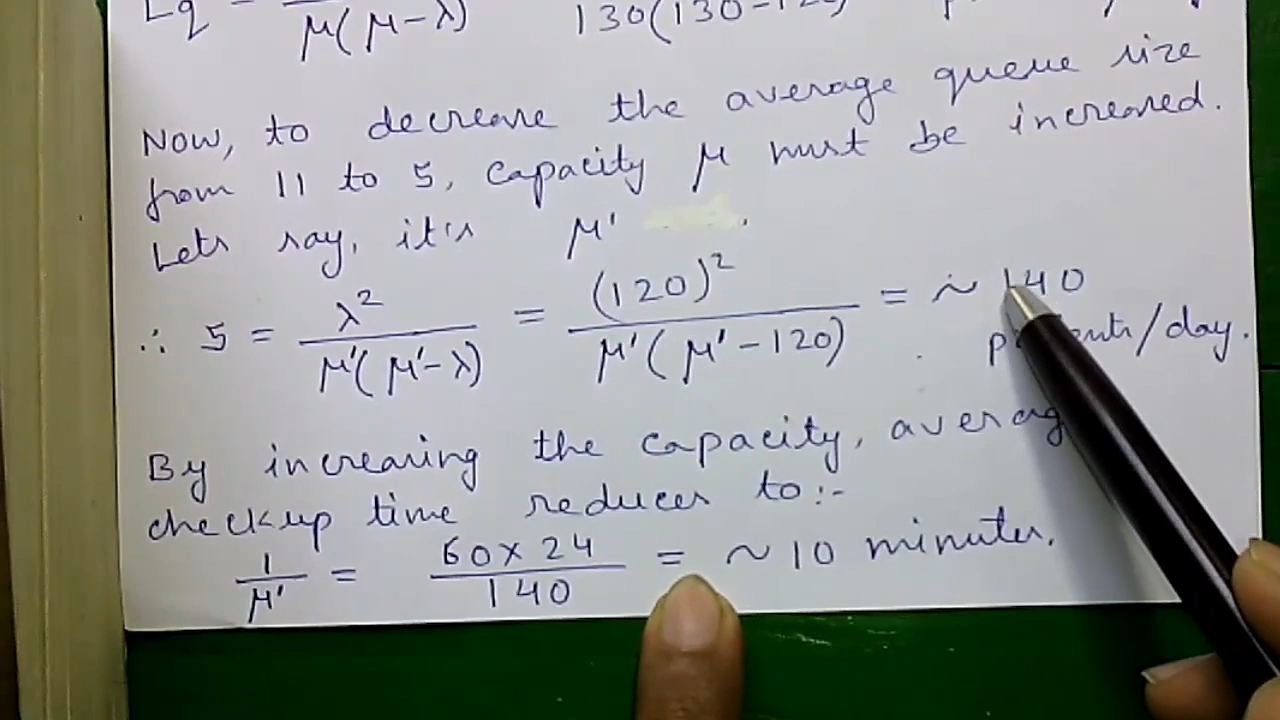 Lq = μ(μ-λ) 130(130-120)
Now, to decrease the average queue size
from 11 to 5, capacity μ must be increased.
Lets say, it's μ'
∴ 5 = λ² / μ'(μ'-λ) = (120)² / μ'(μ'-120) = ~ 140
patients/day.
By increasing the capacity, average
checkup time reduces to:-
1/μ' = 60 x 24 / 140 = ~ 10 minutes.